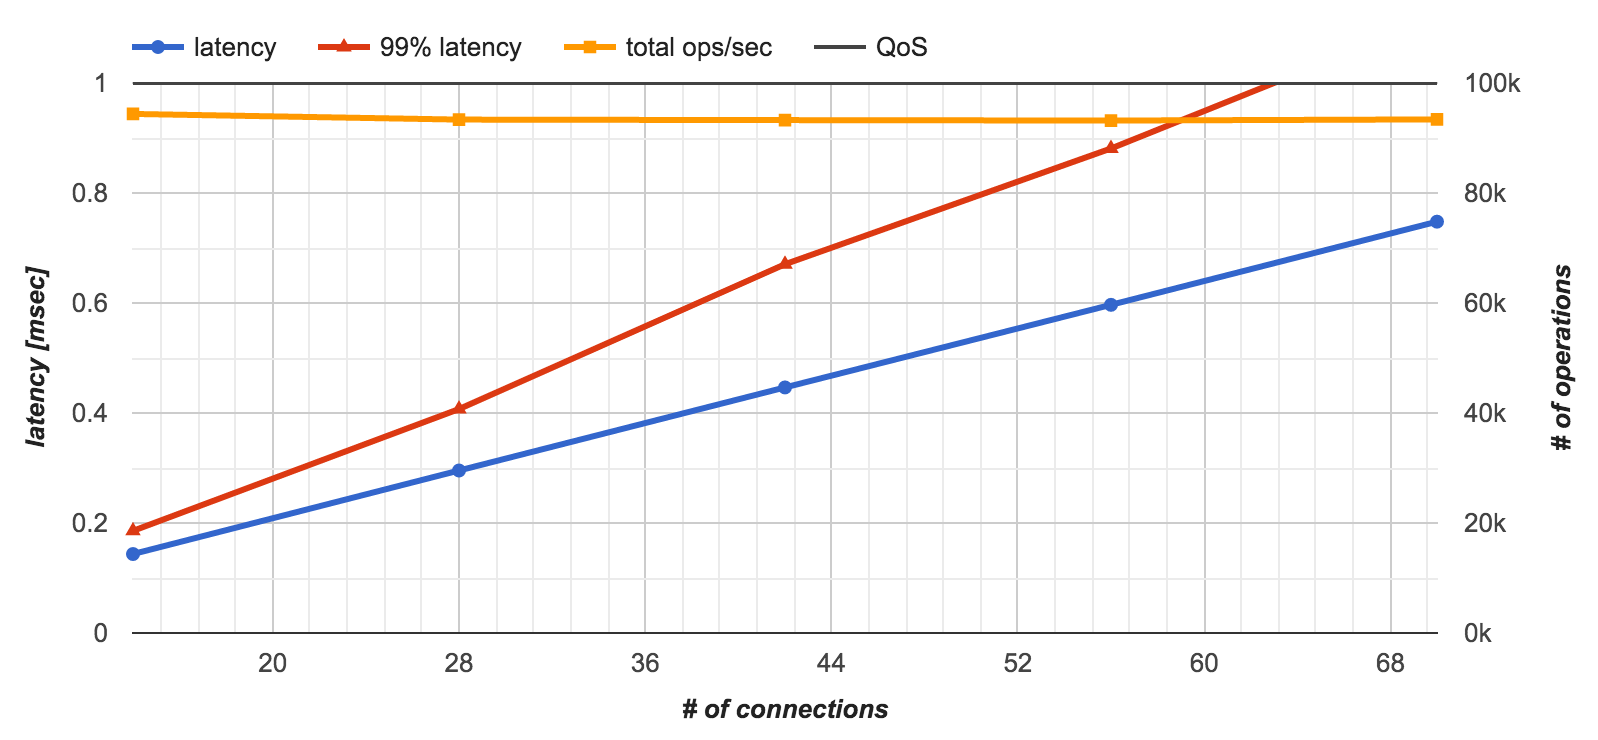 latency 99% latency total ops/sec QoS
1 100k
0.8 80k
0.6 60k
0.4 40k
0.2 20k
0 0k
latency [msec]
# of operations
20 28 36 44 52 60 68
# of connections